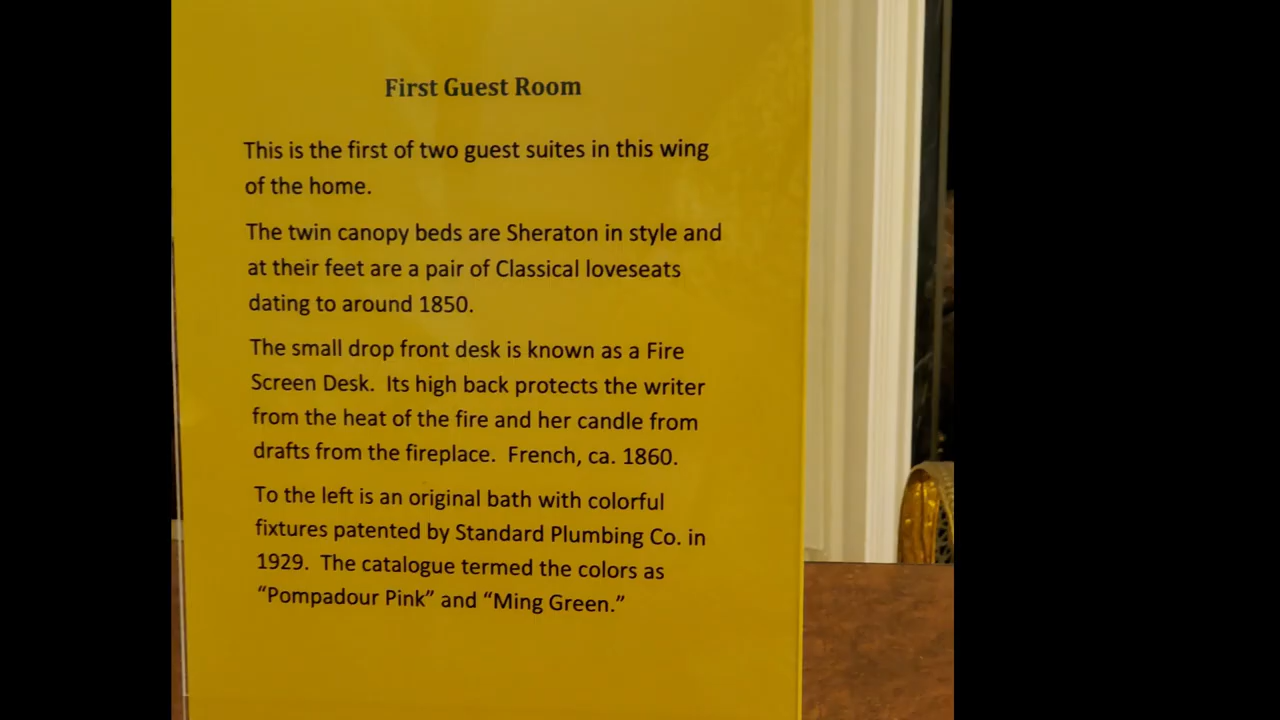 First Guest Room
This is the first of two guest suites in this wing
of the home.
The twin canopy beds are Sheraton in style and
at their feet are a pair of Classical loveseats
dating to around 1850.
The small drop front desk is known as a Fire
Screen Desk.  Its high back protects the writer
from the heat of the fire and her candle from
drafts from the fireplace.  French, ca. 1860.
To the left is an original bath with colorful
fixtures patented by Standard Plumbing Co. in
1929.  The catalogue termed the colors as
“Pompadour Pink” and “Ming Green.”